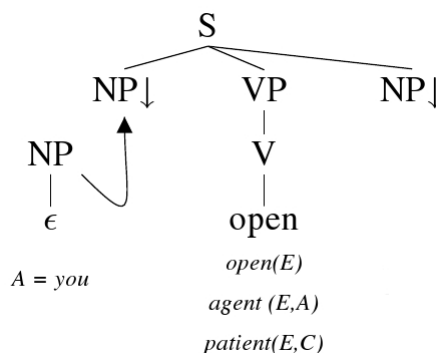 S
NP↓ VP NP↓
NP V
ϵ open
A = you open(E)
agent (E,A)
patient(E,C)